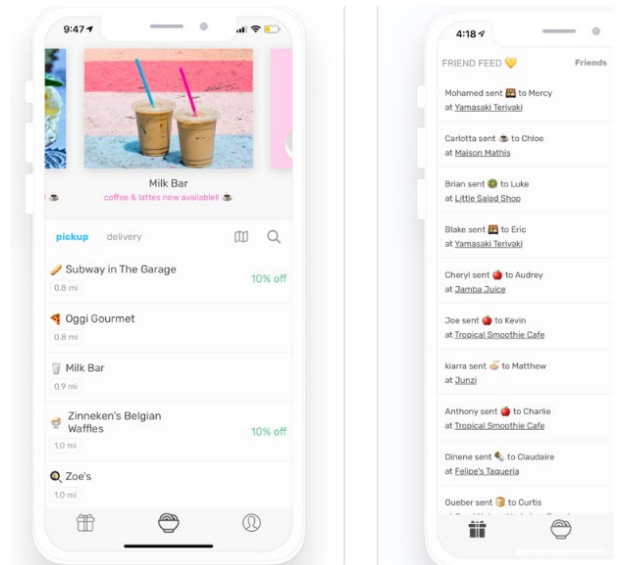 9:47
Milk Bar
coffee & lattes now available!! ☕
pickup delivery
🥖 Subway in The Garage
10% off
0.8 mi
🍕 Oggi Gourmet
0.8 mi
🥛 Milk Bar
0.9 mi
Zinneken's Belgian
Waffles
10% off
1.0 mi
🍳 Zoe's
1.0 mi
4:18
FRIEND FEED 💛 Friends
Mohamed sent 🍱 to Mercy
at Yamasaki Teriyaki
Carlotta sent ☕ to Chloe
at Maison Mathis
Brian sent 🥗 to Luke
at Little Salad Shop
Blake sent 🍱 to Eric
at Yamasaki Teriyaki
Cheryl sent 🍎 to Audrey
at Jamba Juice
Joe sent 🍎 to Kevin
at Tropical Smoothie Cafe
kiarra sent 🍜 to Matthew
at Junzi
Anthony sent 🍎 to Charlie
at Tropical Smoothie Cafe
Dinene sent 🌯 to Claudaire
at Felipe's Taqueria
Gueber sent 🍞 to Curtis